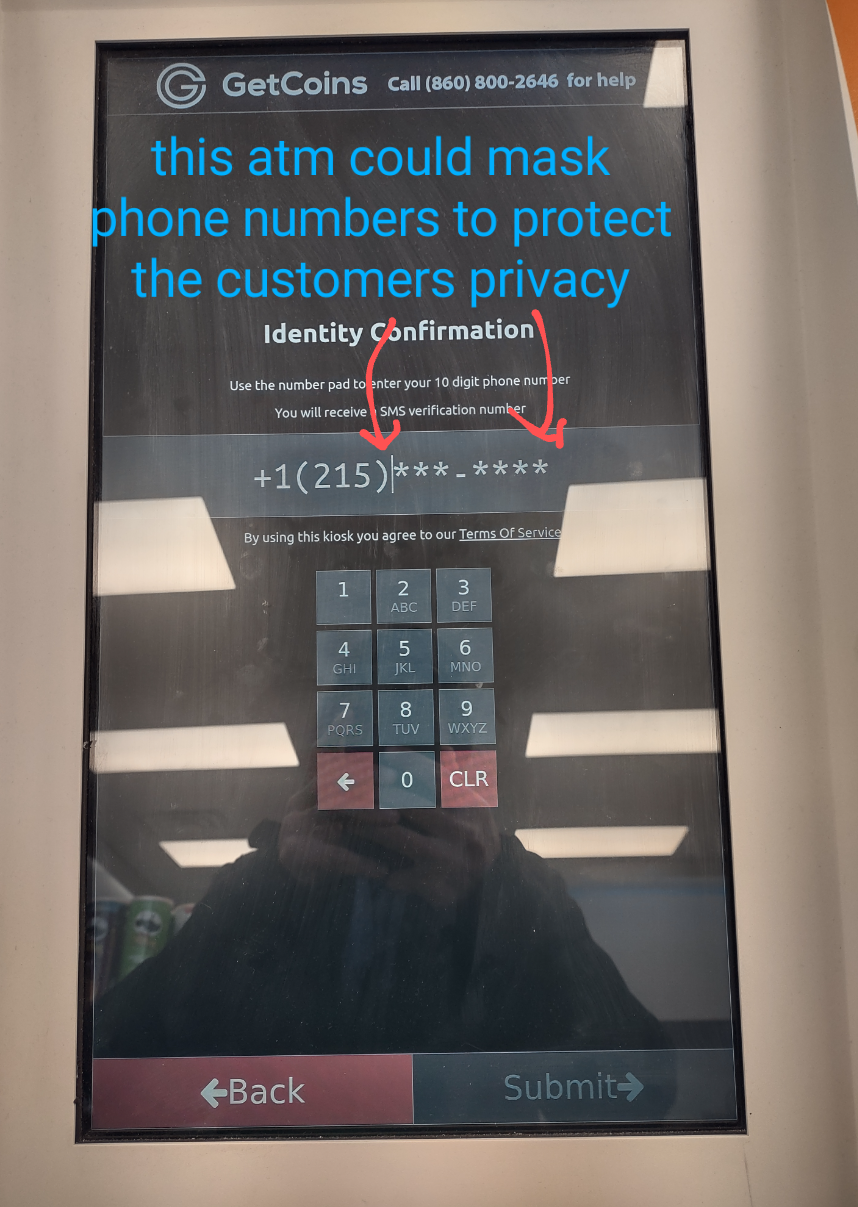 GetCoins Call (860) 800-2646 for help
this atm could mask
phone numbers to protect
the customers privacy
Identity Confirmation
Use the number pad to enter your 10 digit phone number
You will receive a SMS verification number
+1(215)***-****
By using this kiosk you agree to our Terms Of Service
1 2 3
ABC DEF
4 5 6
GHI JKL MNO
7 8 9
PQRS TUV WXYZ
← 0 CLR
←Back Submit→